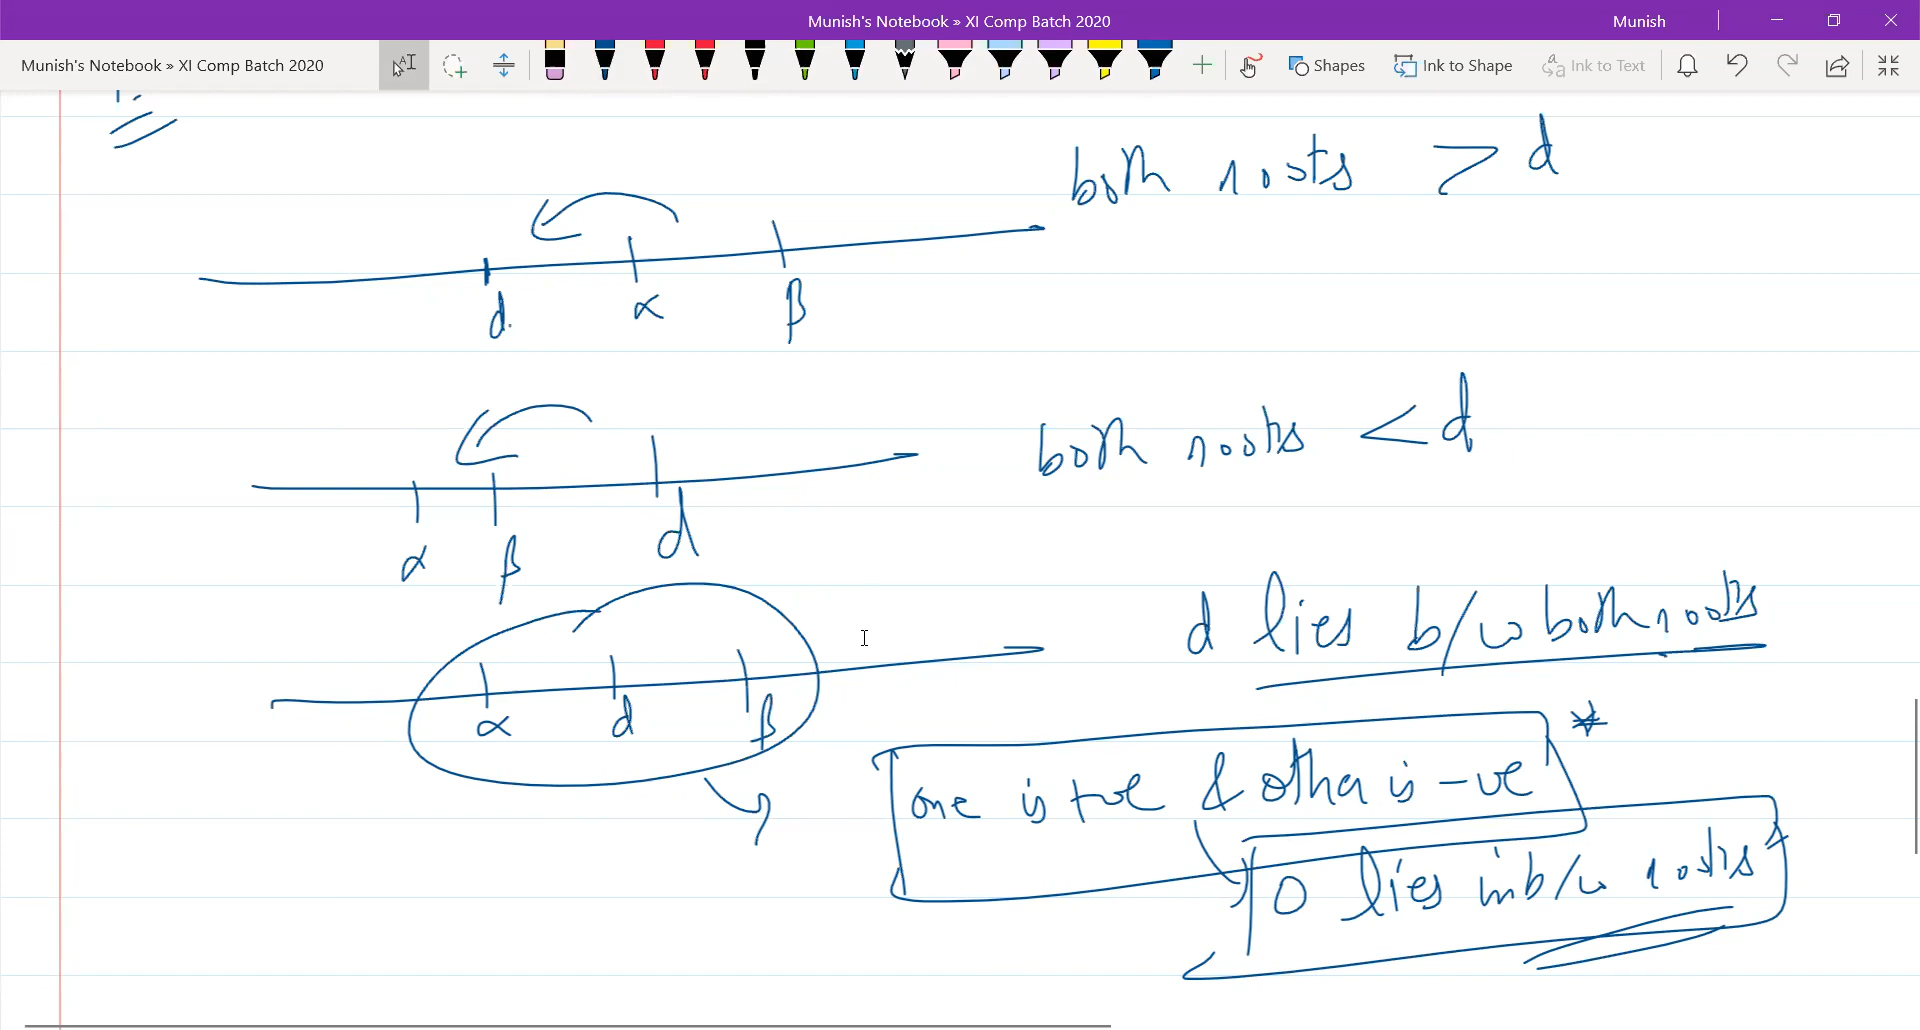 Munish's Notebook » XI Comp Batch 2020
Munish
Munish's Notebook » XI Comp Batch 2020
Shapes
Ink to Shape
Ink to Text
both roots > d
d α β
both roots < d
α β d
d lies b/w both roots
α d β
one is +ve & other is -ve *
0 lies in b/w roots